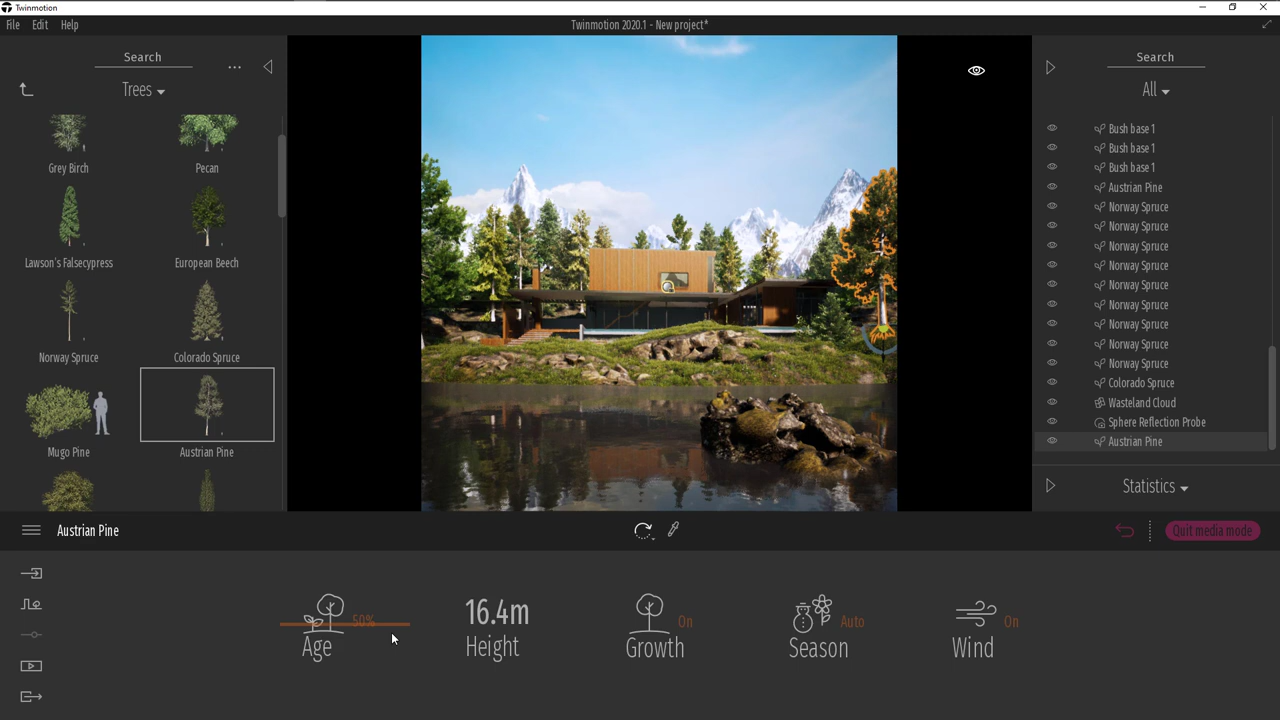 Twinmotion
File Edit Help
Twinmotion 2020.1 - New project*
Search
Trees
Grey Birch
Pecan
Lawson's Falsecypress
European Beech
Norway Spruce
Colorado Spruce
Mugo Pine
Austrian Pine
Search
All
Bush base 1
Bush base 1
Bush base 1
Austrian Pine
Norway Spruce
Norway Spruce
Norway Spruce
Norway Spruce
Norway Spruce
Norway Spruce
Norway Spruce
Norway Spruce
Norway Spruce
Colorado Spruce
Wasteland Cloud
Sphere Reflection Probe
Austrian Pine
Statistics
Austrian Pine
Quit media mode
50%
Age
16.4m
Height
On
Growth
Auto
Season
On
Wind